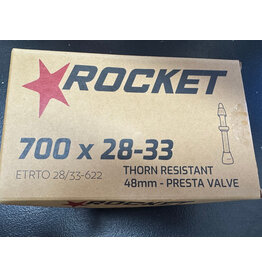 ROCKET
700 x 28-33
ETRTO 28/33-622
THORN RESISTANT
48mm - PRESTA VALVE